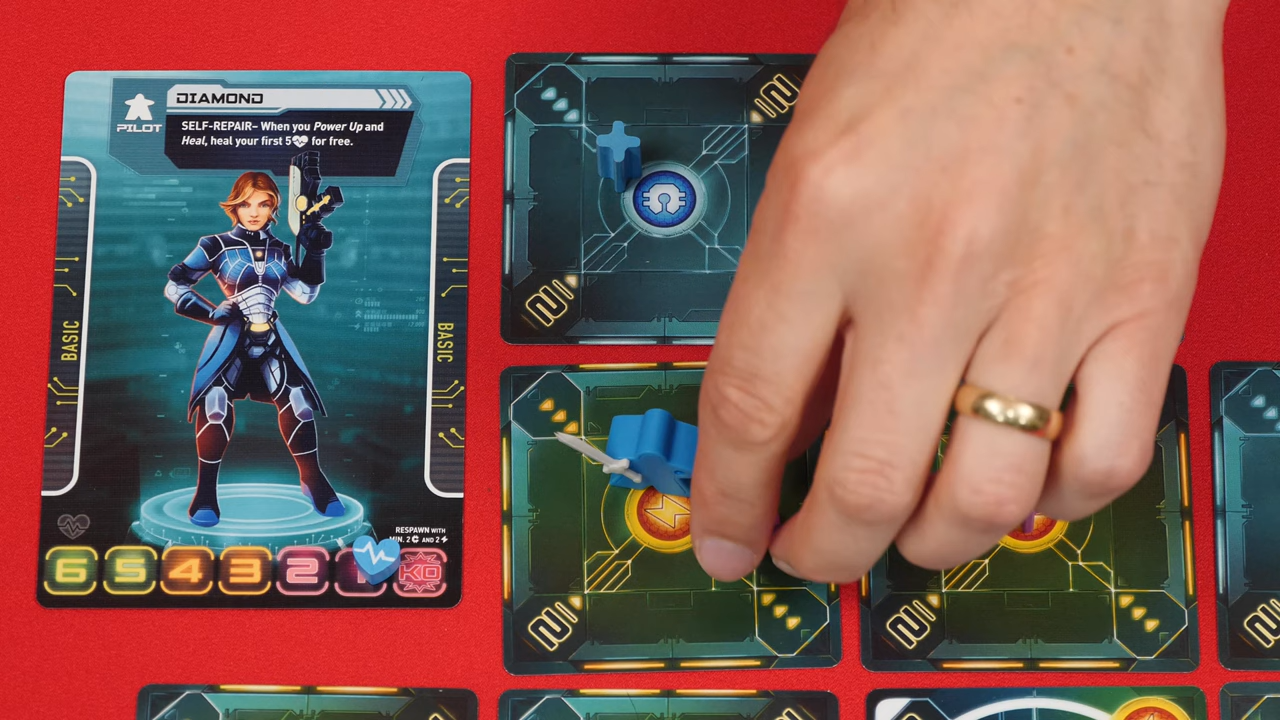 DIAMOND
PILOT
SELF-REPAIR– When you Power Up and
Heal, heal your first 5 for free.
BASIC
BASIC
RESPAWN WITH
MIN. 2 AND 2
6 5 4 3 2 1 KO